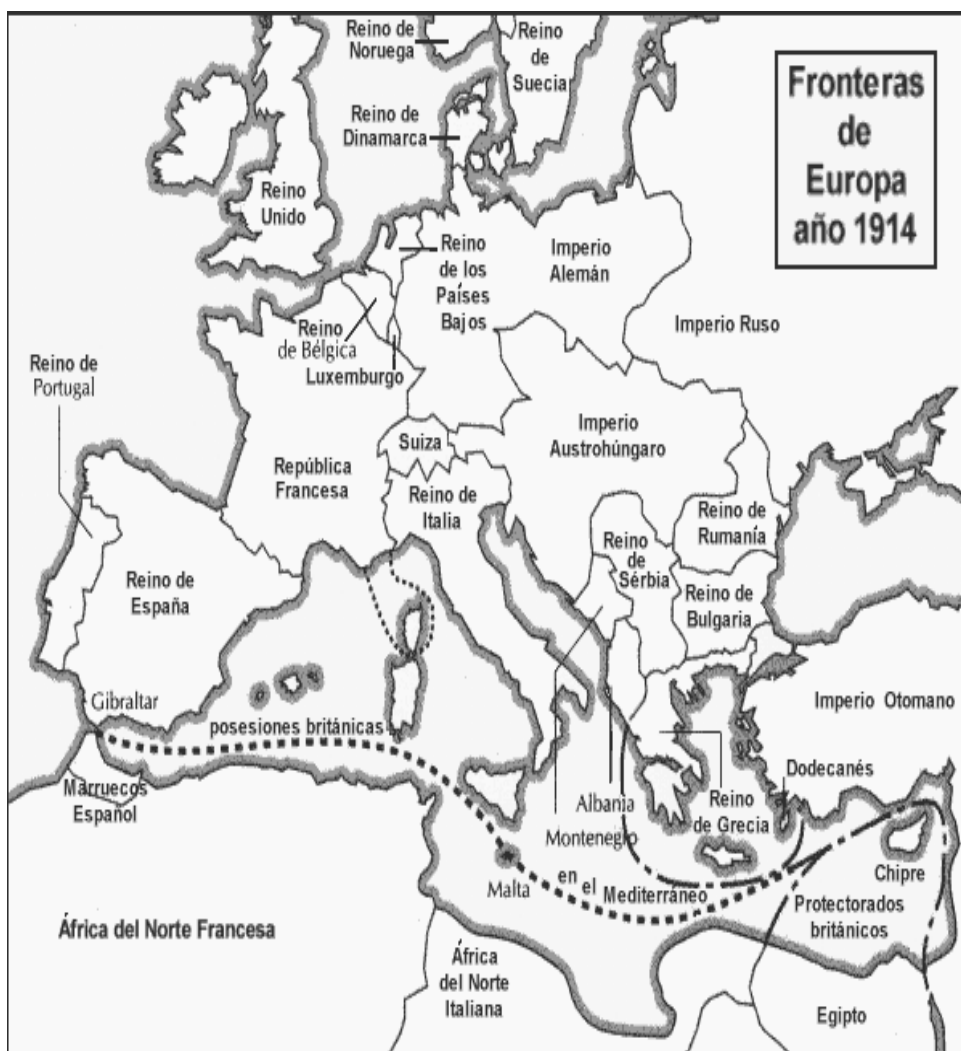 Reino de
Noruega
Reino
de
Suecia
Fronteras
de
Europa
año 1914
Reino de
Dinamarca
Reino
Unido
Reino
de los
Países
Bajos
Imperio
Alemán
Imperio Ruso
Reino
de Bélgica
Luxemburgo
Reino de
Portugal
Imperio
Austrohúngaro
Suiza
República
Francesa
Reino de
Italia
Reino de
Rumanía
Reino
de
Sérbia
Reino de
España
Reino de
Bulgaria
Gibraltar
posesiones británicas
Imperio Otomano
Marruecos
Español
Dodecanés
Albania
Reino
de Grecia
Montenegro
Malta
en
el
Mediterráneo
Chipre
Protectorados
británicos
África del Norte Francesa
África
del Norte
Italiana
Egipto